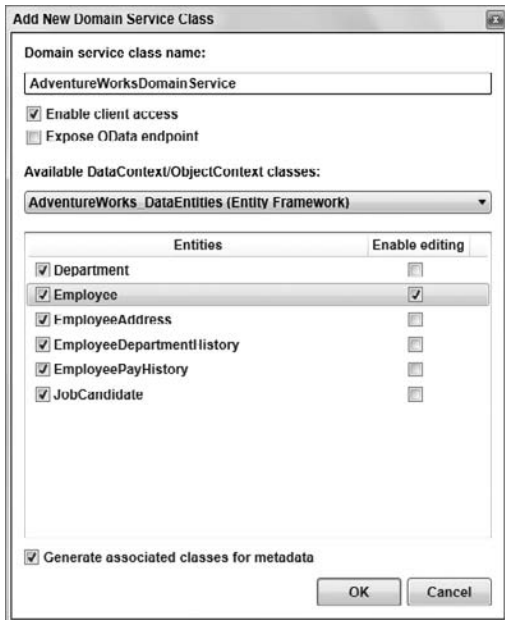 Add New Domain Service Class
Domain service class name:
AdventureWorksDomainService
Enable client access
Expose OData endpoint
Available DataContext/ObjectContext classes:
AdventureWorks_DataEntities (Entity Framework)
Entities Enable editing
Department
Employee
EmployeeAddress
EmployeeDepartmentHistory
EmployeePayHistory
JobCandidate
Generate associated classes for metadata
OK Cancel